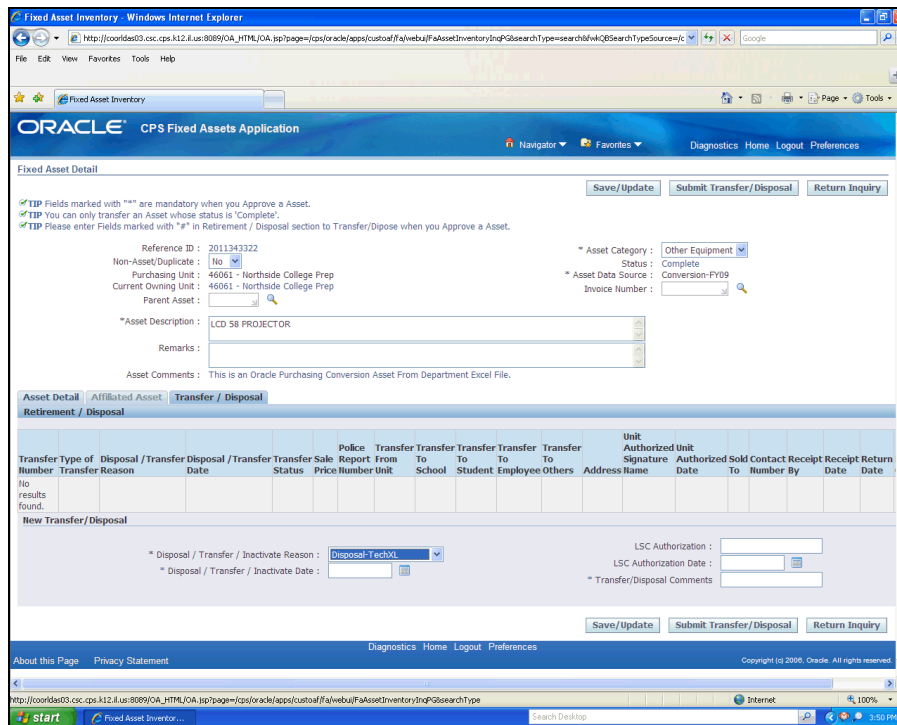 Fixed Asset Inventory - Windows Internet Explorer
http://coorldas03.csc.cps.k12.il.us:8089/OA_HTML/OA.jsp?page=/cps/oracle/apps/custoaf/fa/webui/FaAssetInventoryInqPG&searchType=search&fwkQBSearchTypeSource=/c
Google
File Edit View Favorites Tools Help
Fixed Asset Inventory
Page Tools
ORACLE CPS Fixed Assets Application
Navigator Favorites Diagnostics Home Logout Preferences
Fixed Asset Detail
Save/Update Submit Transfer/Disposal Return Inquiry
TIP Fields marked with "*" are mandatory when you Approve a Asset.
TIP You can only transfer an Asset whose status is 'Complete'.
TIP Please enter Fields marked with "#" in Retirement / Disposal section to Transfer/Dipose when you Approve a Asset.
Reference ID : 2011343322
Non-Asset/Duplicate : No
Purchasing Unit : 46061 - Northside College Prep
Current Owning Unit : 46061 - Northside College Prep
Parent Asset :
* Asset Category : Other Equipment
Status : Complete
* Asset Data Source : Conversion-FY09
Invoice Number :
*Asset Description : LCD 58 PROJECTOR
Remarks :
Asset Comments : This is an Oracle Purchasing Conversion Asset From Department Excel File.
Asset Detail Affiliated Asset Transfer / Disposal
Retirement / Disposal
Transfer Number
Type of Transfer
Disposal /Transfer Reason
Disposal /Transfer Date
Transfer Status
Sale Price
Police Report Number
Transfer From Unit
Transfer To School
Transfer To Student
Transfer To Employee
Transfer To Others
Address
Unit Authorized Signature Name
Unit Authorized Date
Sold To
Contact Number
Receipt By
Receipt Date
Return Date
No results found.
New Transfer/Disposal
* Disposal / Transfer / Inactivate Reason : Disposal-TechXL
* Disposal / Transfer / Inactivate Date :
LSC Authorization :
LSC Authorization Date :
* Transfer/Disposal Comments
Save/Update Submit Transfer/Disposal Return Inquiry
Diagnostics Home Logout Preferences
About this Page Privacy Statement
Copyright (c) 2006, Oracle. All rights reserved.
http://coorldas03.csc.cps.k12.il.us:8089/OA_HTML/OA.jsp?page=/cps/oracle/apps/custoaf/fa/webui/FaAssetInventoryInqPG&searchType
Internet 100%
start Fixed Asset Inventor... Search Desktop 3:50 PM